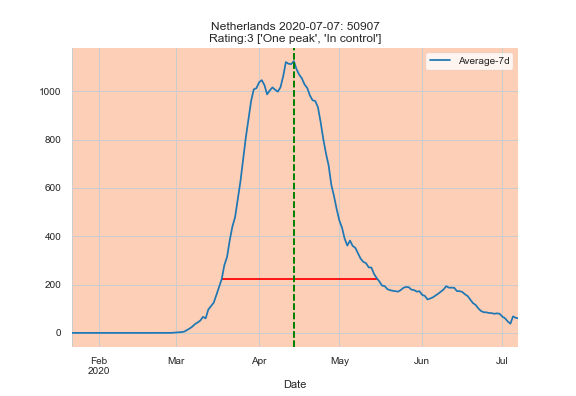 Netherlands 2020-07-07: 50907
Rating:3 ['One peak', 'In control']
Average-7d
1000
800
600
400
200
0
Feb Mar Apr May Jun Jul
2020
Date